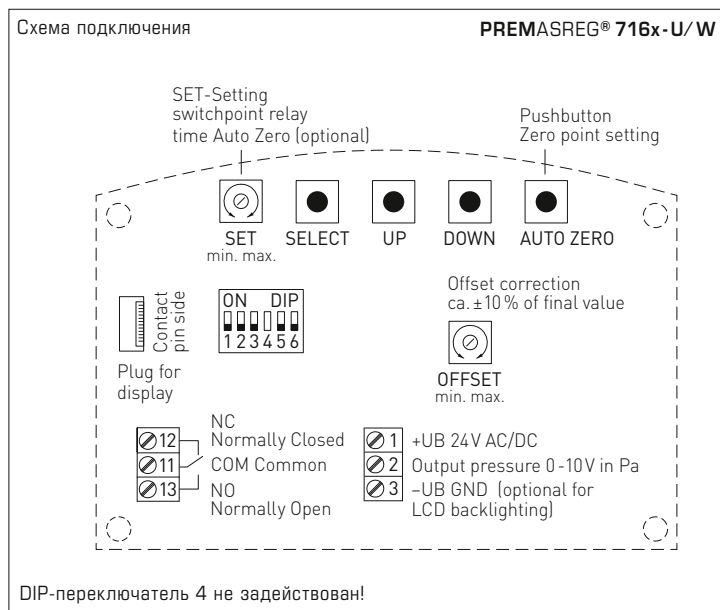 Схема подключения
PREMASREG® 716x-U/W
SET-Setting
switchpoint relay
time Auto Zero (optional)
Pushbutton
Zero point setting
SET
min. max.
SELECT
UP
DOWN
AUTO ZERO
Contact
pin side
Plug for
display
ON DIP
1 2 3 4 5 6
Offset correction
ca. ±10 % of final value
OFFSET
min. max.
NC
12 Normally Closed
11 COM Common
13 NO
Normally Open
1 +UB 24V AC/DC
2 Output pressure 0-10V in Pa
3 –UB GND (optional for
LCD backlighting)
DIP-переключатель 4 не задействован!